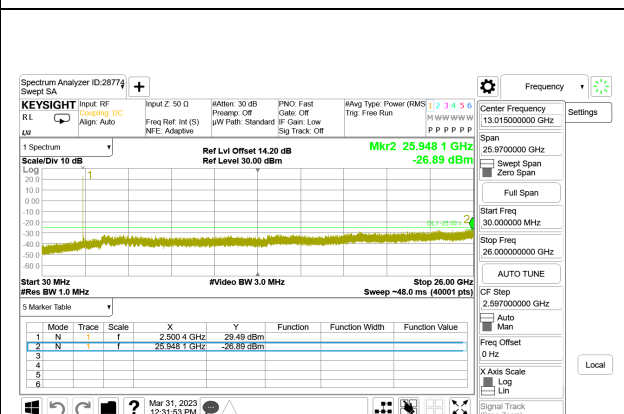 Spectrum Analyzer ID:28774
Swept SA
Frequency
KEYSIGHT
Input: RF
Input Z: 50 Ω
#Atten: 30 dB
PNO: Fast
#Avg Type: Power (RMS
1 2 3 4 5 6
RL
Coupling: DC
Preamp: Off
Gate: Off
Trig: Free Run
M W W W W W
Align: Auto
Freq Ref: Int (S)
µW Path: Standard
IF Gain: Low
NFE: Adaptive
Sig Track: Off
P P P P P P
1 Spectrum
Scale/Div 10 dB
Ref Lvl Offset 14.20 dB
Ref Level 30.00 dBm
Mkr2 25.948 1 GHz
-26.89 dBm
Log
20.0
10.0
0.00
-10.0
-20.0
-30.0
-40.0
-50.0
-60.0
1
2
Start 30 MHz
#Video BW 3.0 MHz
Stop 26.00 GHz
#Res BW 1.0 MHz
Sweep ~48.0 ms (40001 pts)
5 Marker Table
Mode Trace Scale X Y Function Function Width Function Value
1 N 1 f 2.500 4 GHz 29.49 dBm
2 N 1 f 25.948 1 GHz -26.89 dBm
3
4
5
6
Mar 31, 2023
12:31:53 PM
Center Frequency
13.015000000 GHz
Settings
Span
25.9700000 GHz
Swept Span
Zero Span
Full Span
Start Freq
30.000000 MHz
Stop Freq
26.000000000 GHz
AUTO TUNE
CF Step
2.597000000 GHz
Auto
Man
Freq Offset
0 Hz
X Axis Scale
Log
Lin
Local
Signal Track